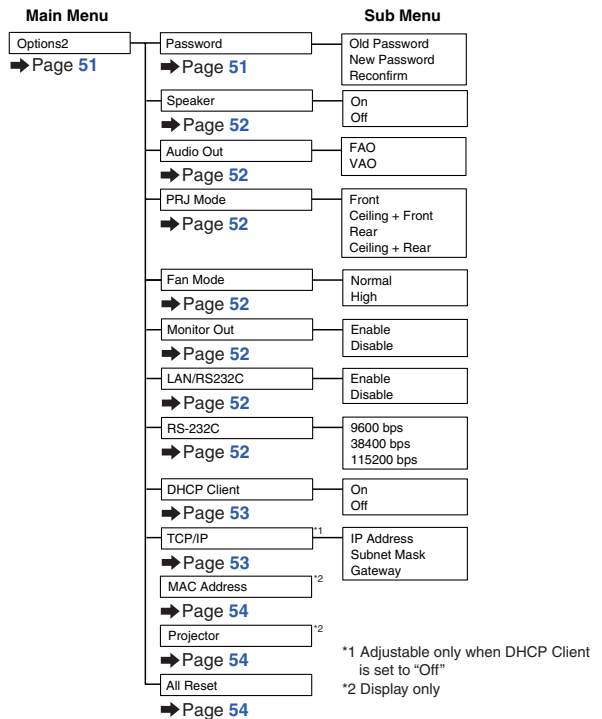 Main Menu
Sub Menu
Options2
Page 51
Password
Page 51
Old Password
New Password
Reconfirm
Speaker
Page 52
On
Off
Audio Out
Page 52
FAO
VAO
PRJ Mode
Page 52
Front
Ceiling + Front
Rear
Ceiling + Rear
Fan Mode
Page 52
Normal
High
Monitor Out
Page 52
Enable
Disable
LAN/RS232C
Page 52
Enable
Disable
RS-232C
Page 52
9600 bps
38400 bps
115200 bps
DHCP Client
Page 53
On
Off
TCP/IP *1
Page 53
IP Address
Subnet Mask
Gateway
MAC Address *2
Page 54
Projector *2
Page 54
All Reset
Page 54
*1 Adjustable only when DHCP Client
is set to “Off”
*2 Display only